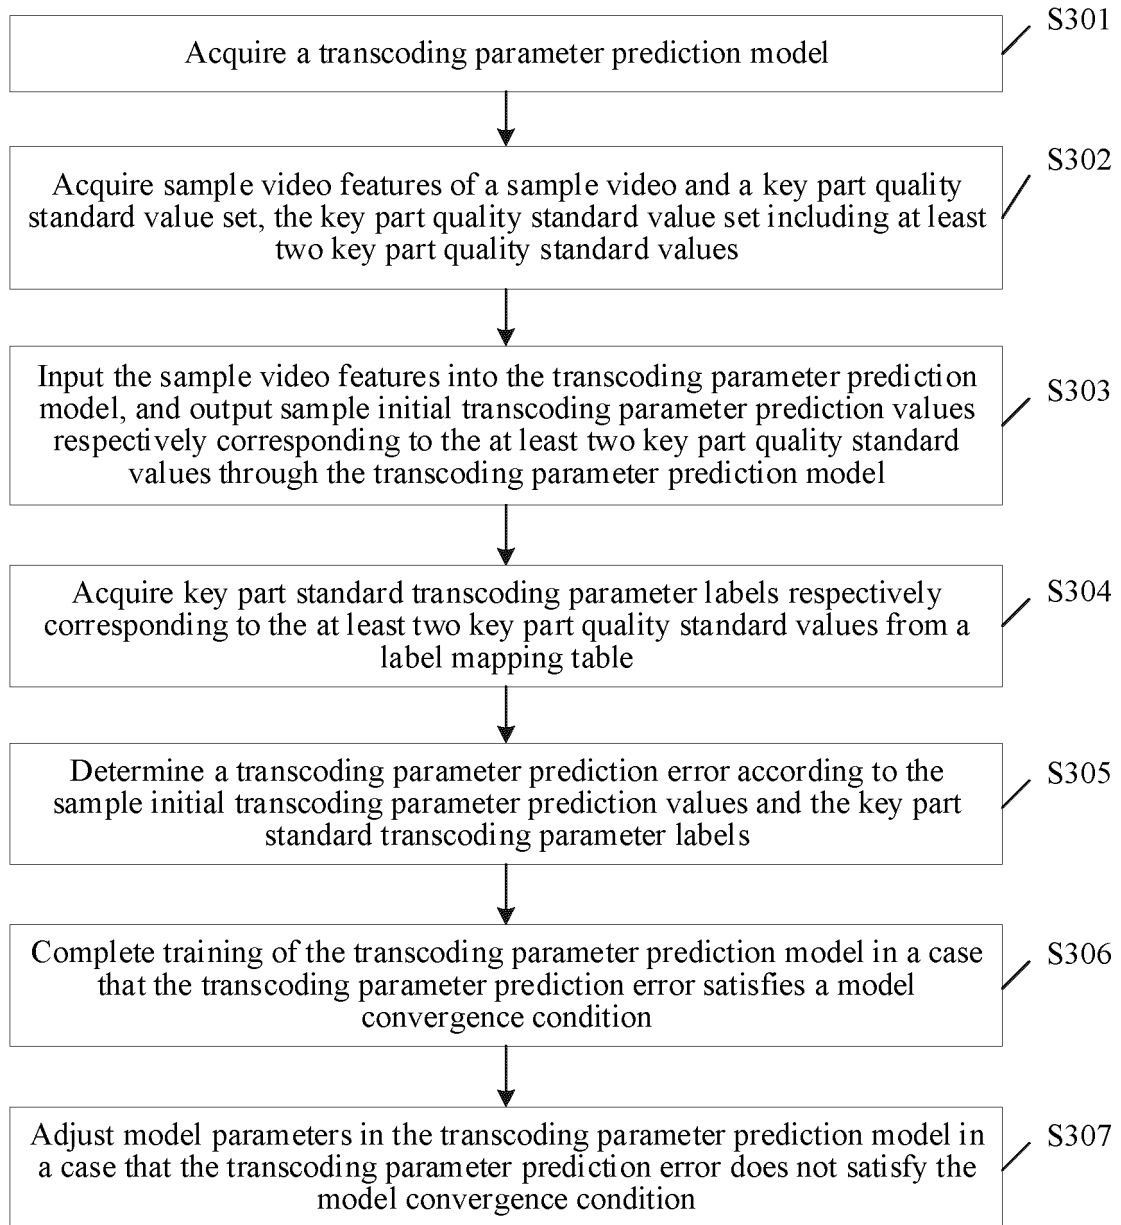 S301
Acquire a transcoding parameter prediction model
S302
Acquire sample video features of a sample video and a key part quality
standard value set, the key part quality standard value set including at least
two key part quality standard values
S303
Input the sample video features into the transcoding parameter prediction
model, and output sample initial transcoding parameter prediction values
respectively corresponding to the at least two key part quality standard
values through the transcoding parameter prediction model
S304
Acquire key part standard transcoding parameter labels respectively
corresponding to the at least two key part quality standard values from a
label mapping table
S305
Determine a transcoding parameter prediction error according to the
sample initial transcoding parameter prediction values and the key part
standard transcoding parameter labels
S306
Complete training of the transcoding parameter prediction model in a case
that the transcoding parameter prediction error satisfies a model
convergence condition
S307
Adjust model parameters in the transcoding parameter prediction model in
a case that the transcoding parameter prediction error does not satisfy the
model convergence condition